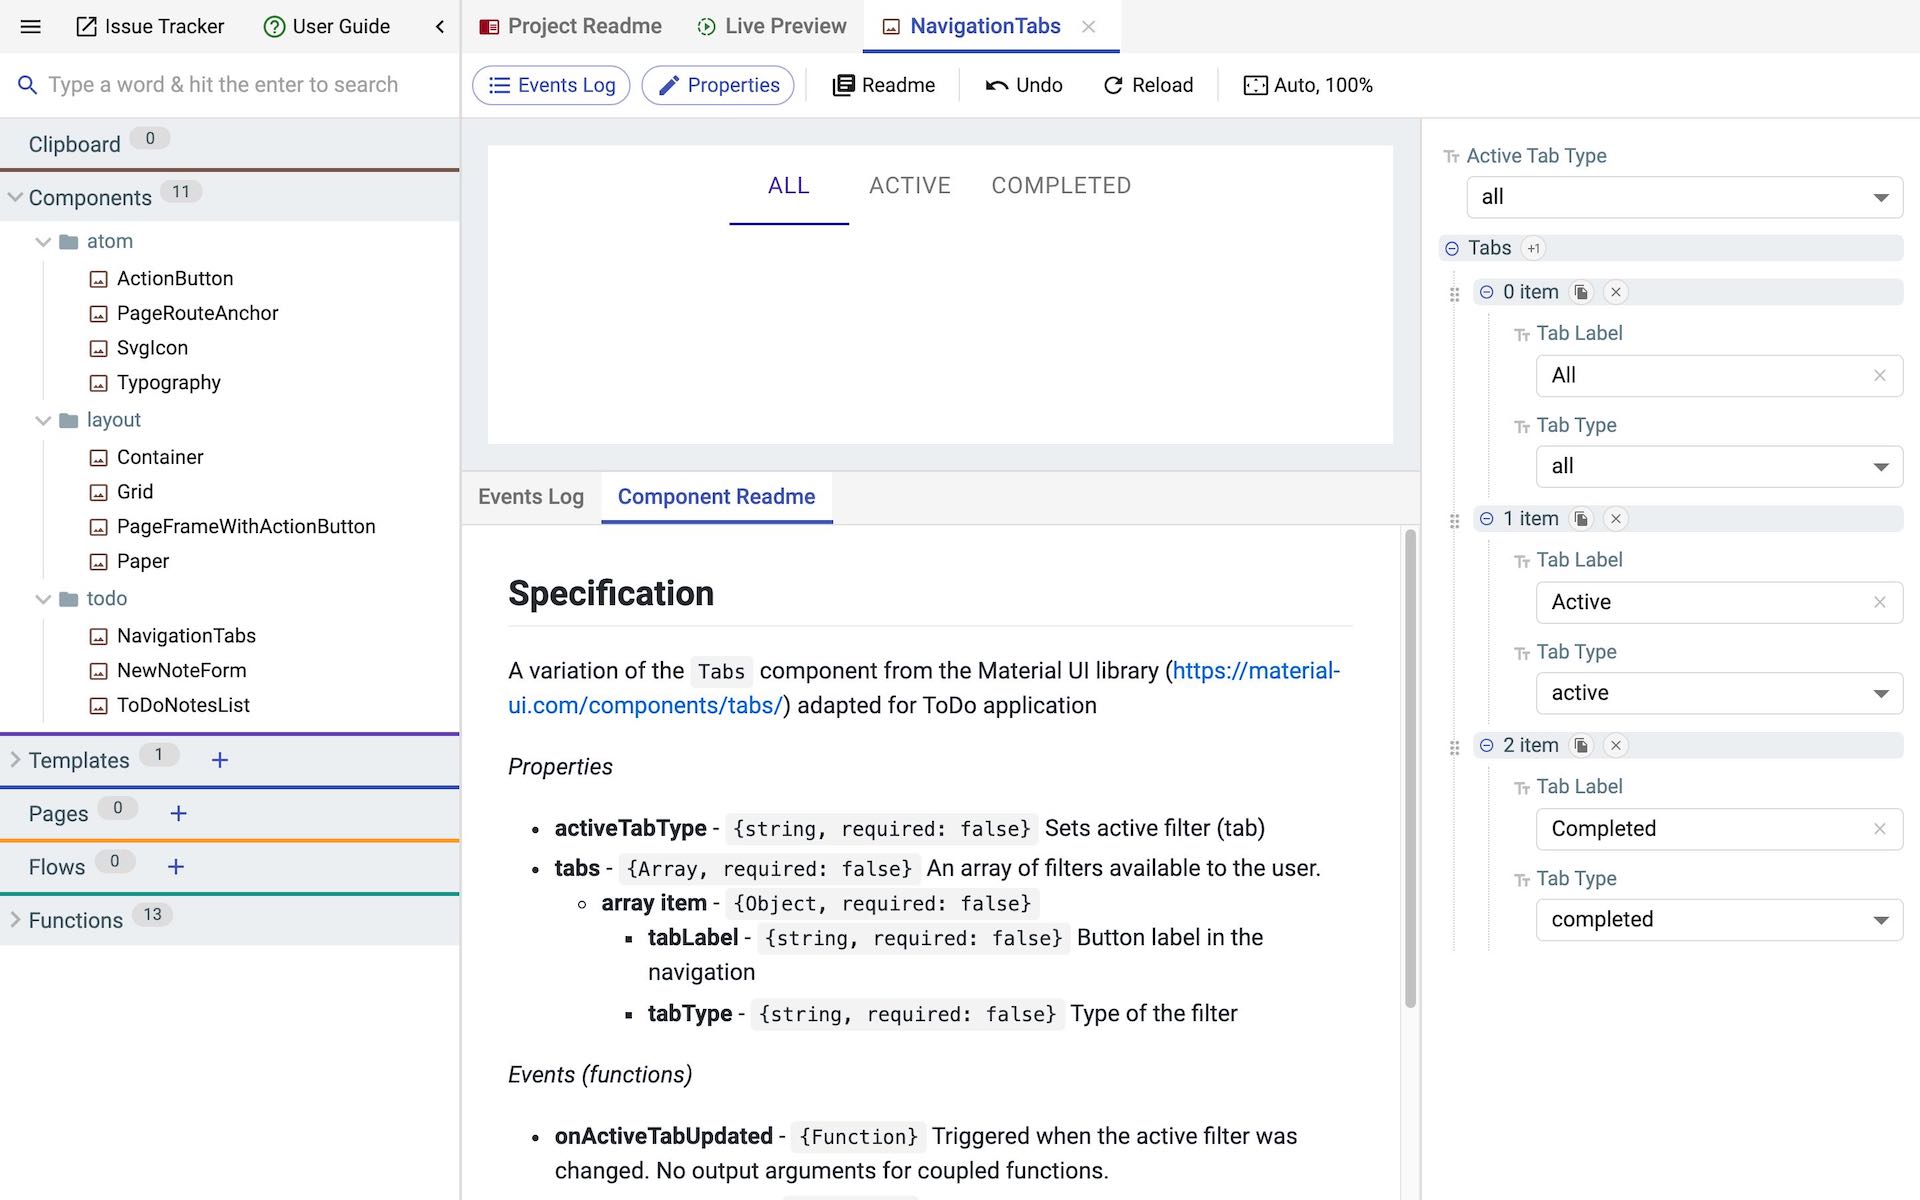 Issue Tracker
User Guide
Type a word & hit the enter to search
Clipboard 0
Components 11
atom
ActionButton
PageRouteAnchor
SvgIcon
Typography
layout
Container
Grid
PageFrameWithActionButton
Paper
todo
NavigationTabs
NewNoteForm
ToDoNotesList
Templates 1 +
Pages 0 +
Flows 0 +
Functions 13
Project Readme
Live Preview
NavigationTabs
Events Log
Properties
Readme
Undo
Reload
Auto, 100%
ALL
ACTIVE
COMPLETED
Events Log
Component Readme
Specification
A variation of the Tabs component from the Material UI library (https://material-
ui.com/components/tabs/) adapted for ToDo application
Properties
• activeTabType - {string, required: false} Sets active filter (tab)
• tabs - {Array, required: false} An array of filters available to the user.
◦ array item - {Object, required: false}
▪ tabLabel - {string, required: false} Button label in the
navigation
▪ tabType - {string, required: false} Type of the filter
Events (functions)
• onActiveTabUpdated - {Function} Triggered when the active filter was
changed. No output arguments for coupled functions.
Active Tab Type
all
Tabs +1
0 item
Tab Label
All
Tab Type
all
1 item
Tab Label
Active
Tab Type
active
2 item
Tab Label
Completed
Tab Type
completed